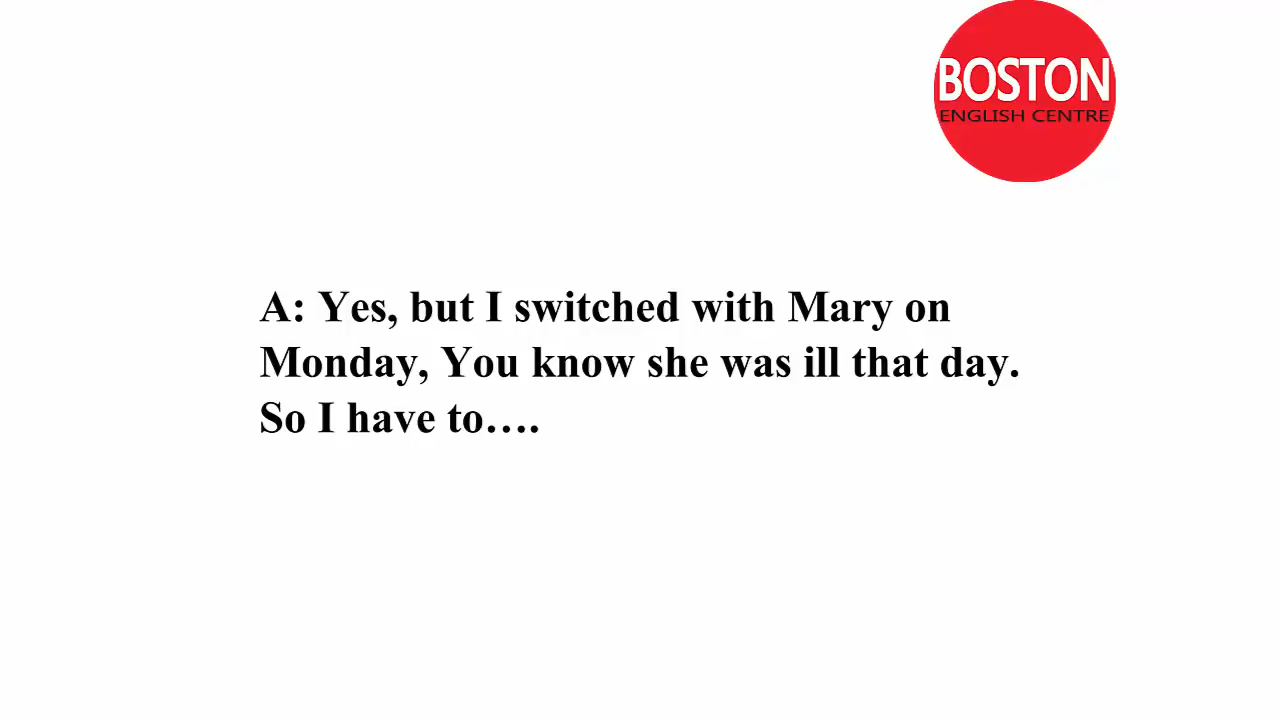 BOSTON
ENGLISH CENTRE
A: Yes, but I switched with Mary on
Monday, You know she was ill that day.
So I have to….